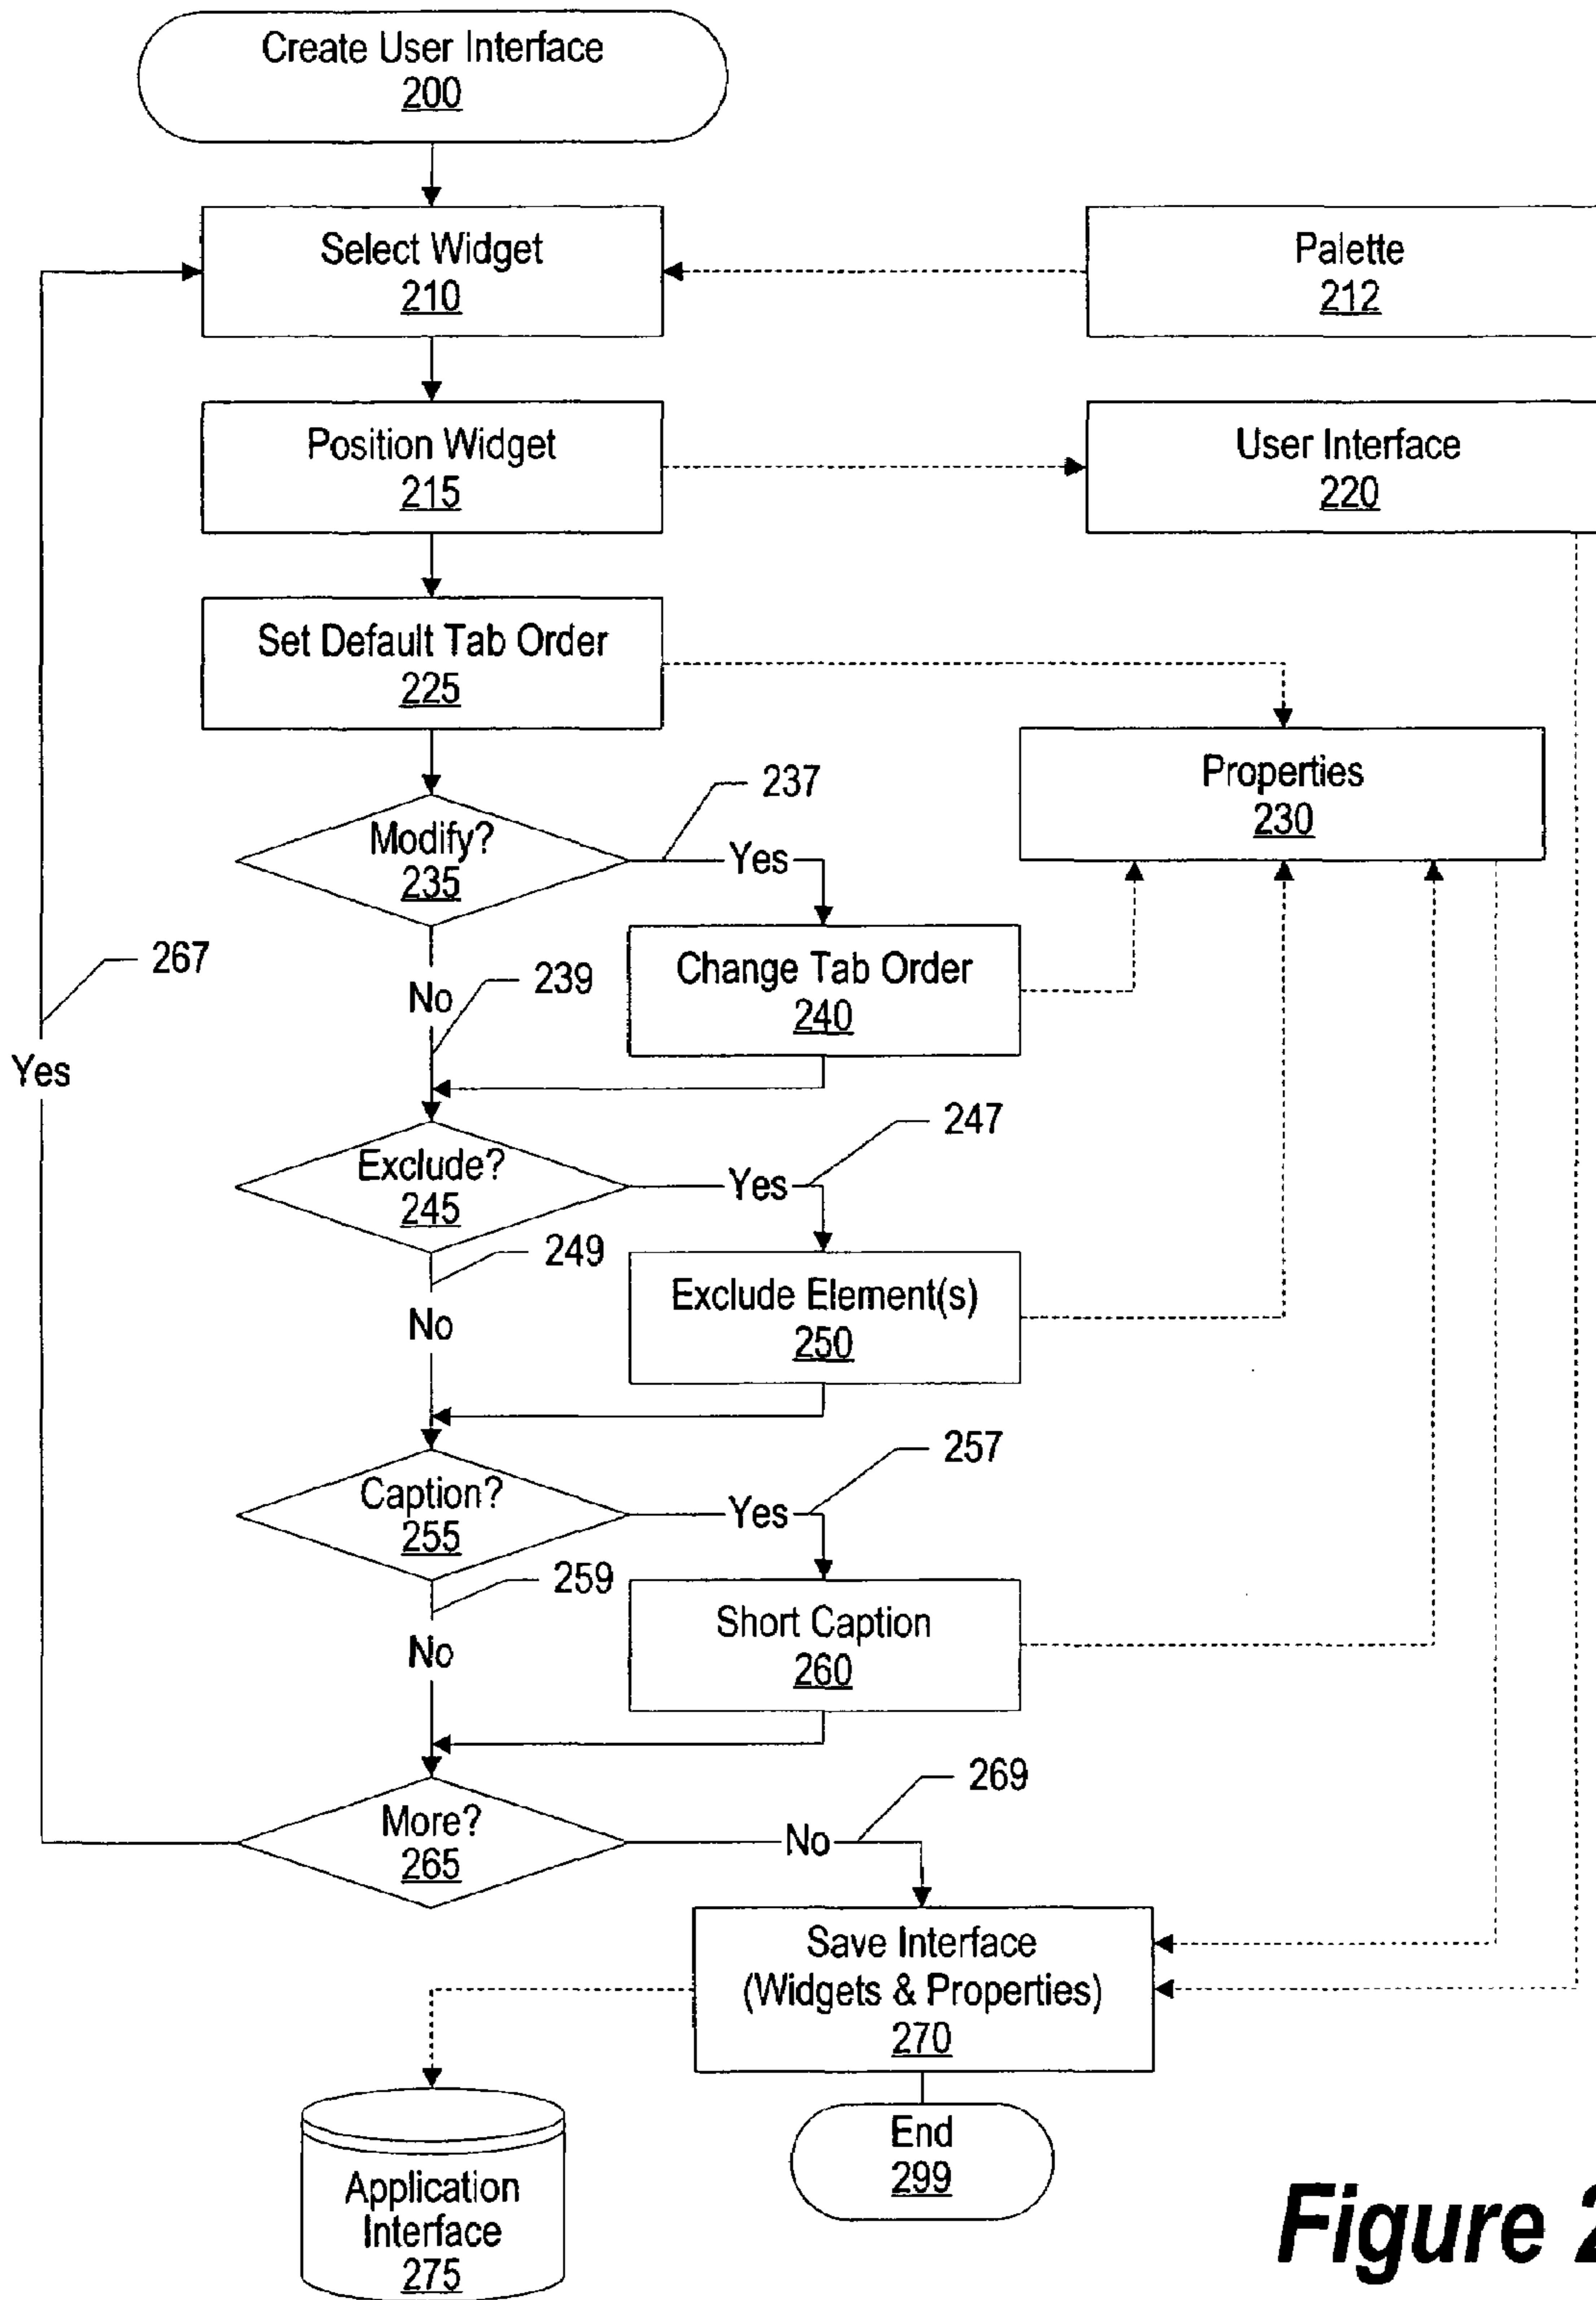 Create User Interface
200
Select Widget
210
Palette
212
Position Widget
215
User Interface
220
Set Default Tab Order
225
Properties
230
237
Modify?
235
Yes
Change Tab Order
240
267
239
No
Yes
247
Exclude?
245
Yes
249
Exclude Element(s)
250
No
257
Caption?
255
Yes
259
Short Caption
260
No
269
More?
265
No
Save Interface
(Widgets & Properties)
270
End
299
Application
Interface
275
Figure 2